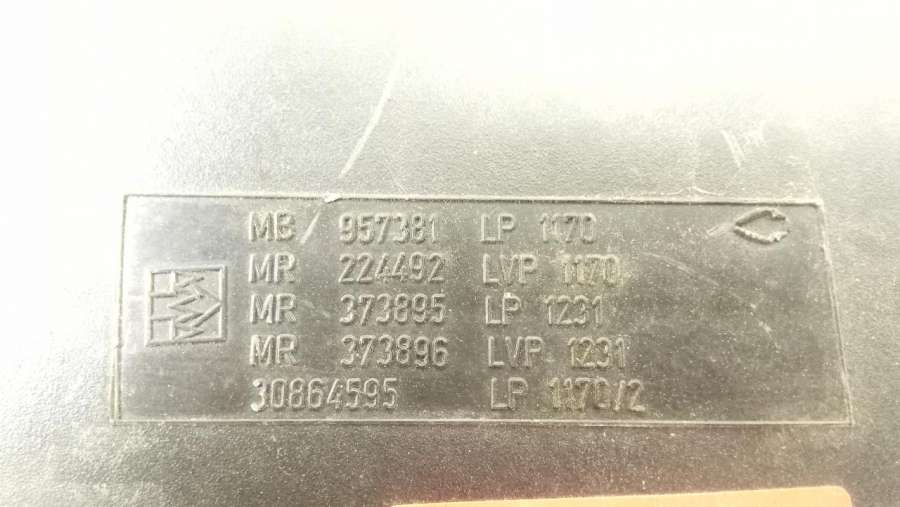 MB 957381 LP 1170
MR 224492 LVP 1170
MR 373895 LP 1231
MR 373896 LVP 1231
30864595 LP 1170/2